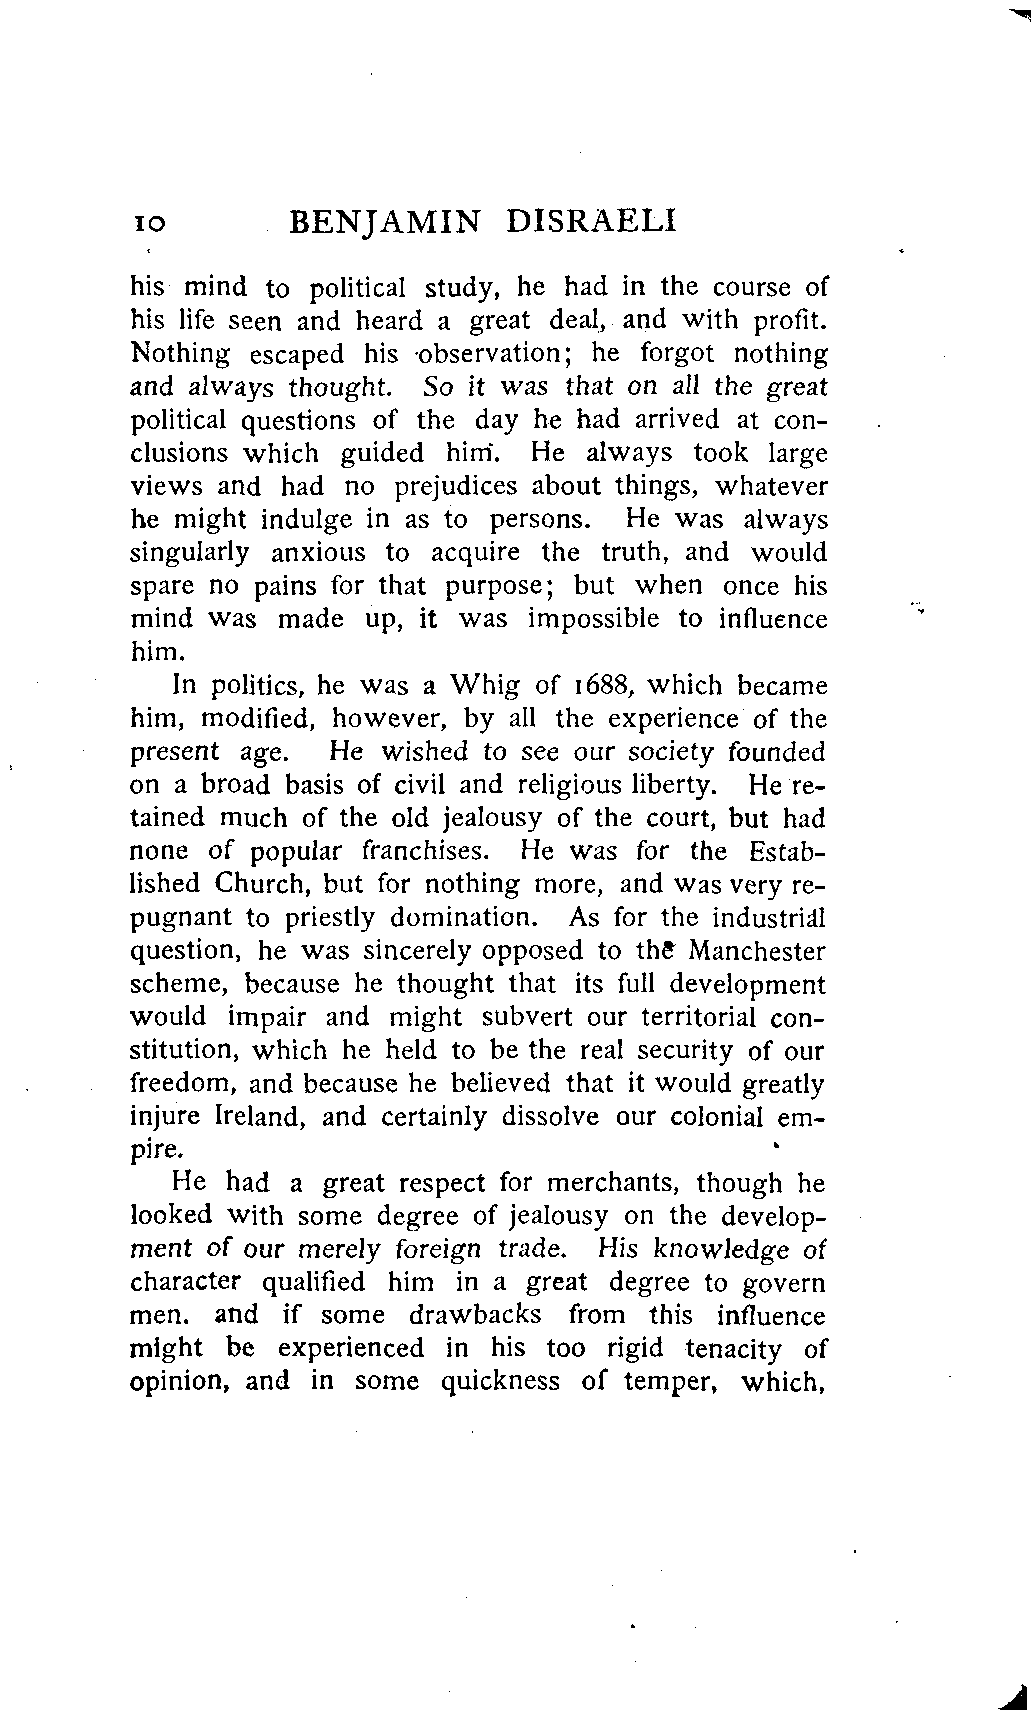 10 BENJAMIN DISRAELI
his mind to political study, he had in the course of
his life seen and heard a great deal, and with profit.
Nothing escaped his observation; he forgot nothing
and always thought. So it was that on all the great
political questions of the day he had arrived at con-
clusions which guided him. He always took large
views and had no prejudices about things, whatever
he might indulge in as to persons. He was always
singularly anxious to acquire the truth, and would
spare no pains for that purpose; but when once his
mind was made up, it was impossible to influence
him.
In politics, he was a Whig of 1688, which became
him, modified, however, by all the experience of the
present age. He wished to see our society founded
on a broad basis of civil and religious liberty. He re-
tained much of the old jealousy of the court, but had
none of popular franchises. He was for the Estab-
lished Church, but for nothing more, and was very re-
pugnant to priestly domination. As for the industrial
question, he was sincerely opposed to the Manchester
scheme, because he thought that its full development
would impair and might subvert our territorial con-
stitution, which he held to be the real security of our
freedom, and because he believed that it would greatly
injure Ireland, and certainly dissolve our colonial em-
pire.
He had a great respect for merchants, though he
looked with some degree of jealousy on the develop-
ment of our merely foreign trade. His knowledge of
character qualified him in a great degree to govern
men. and if some drawbacks from this influence
might be experienced in his too rigid tenacity of
opinion, and in some quickness of temper, which,